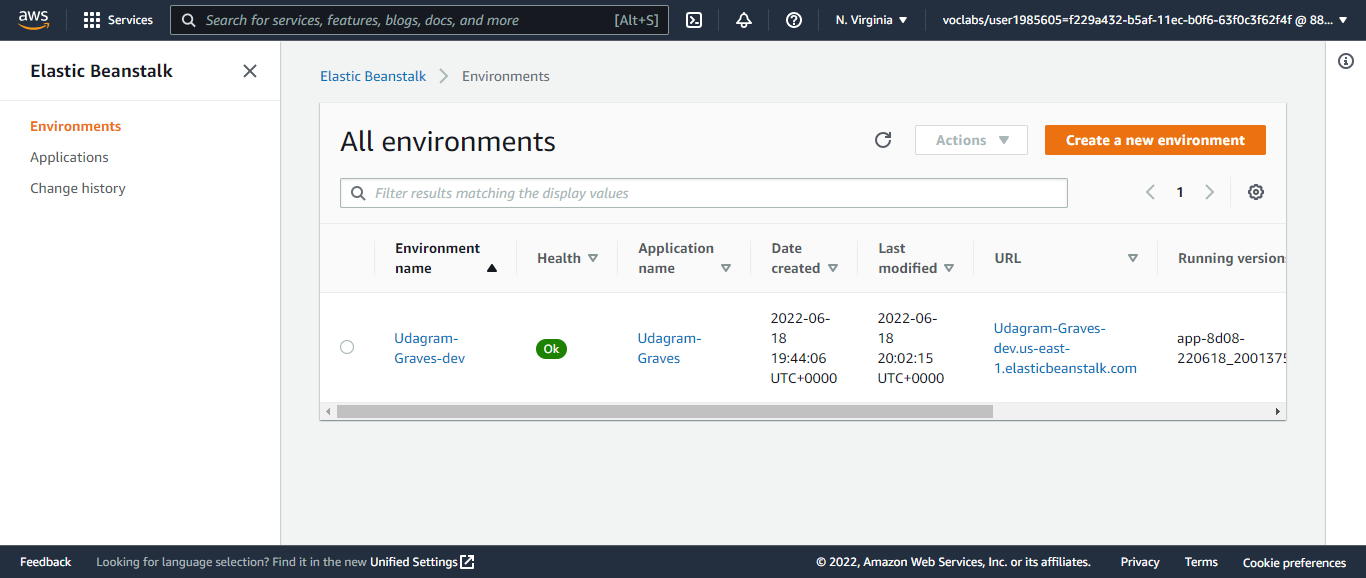 aws
Services
Search for services, features, blogs, docs, and more
[Alt+S]
N. Virginia
voclabs/user1985605=f229a432-b5af-11ec-b0f6-63f0c3f62f4f @ 88...
Elastic Beanstalk
Environments
Applications
Change history
Elastic Beanstalk
Environments
All environments
Actions
Create a new environment
Filter results matching the display values
1
Environment
name
Health
Application
name
Date
created
Last
modified
URL
Running versions
Udagram-
Graves-dev
Ok
Udagram-
Graves
2022-06-
18
19:44:06
UTC+0000
2022-06-
18
20:02:15
UTC+0000
Udagram-Graves-
dev.us-east-
1.elasticbeanstalk.com
app-8d08-
220618_2001375
Feedback
Looking for language selection? Find it in the new Unified Settings
© 2022, Amazon Web Services, Inc. or its affiliates.
Privacy
Terms
Cookie preferences